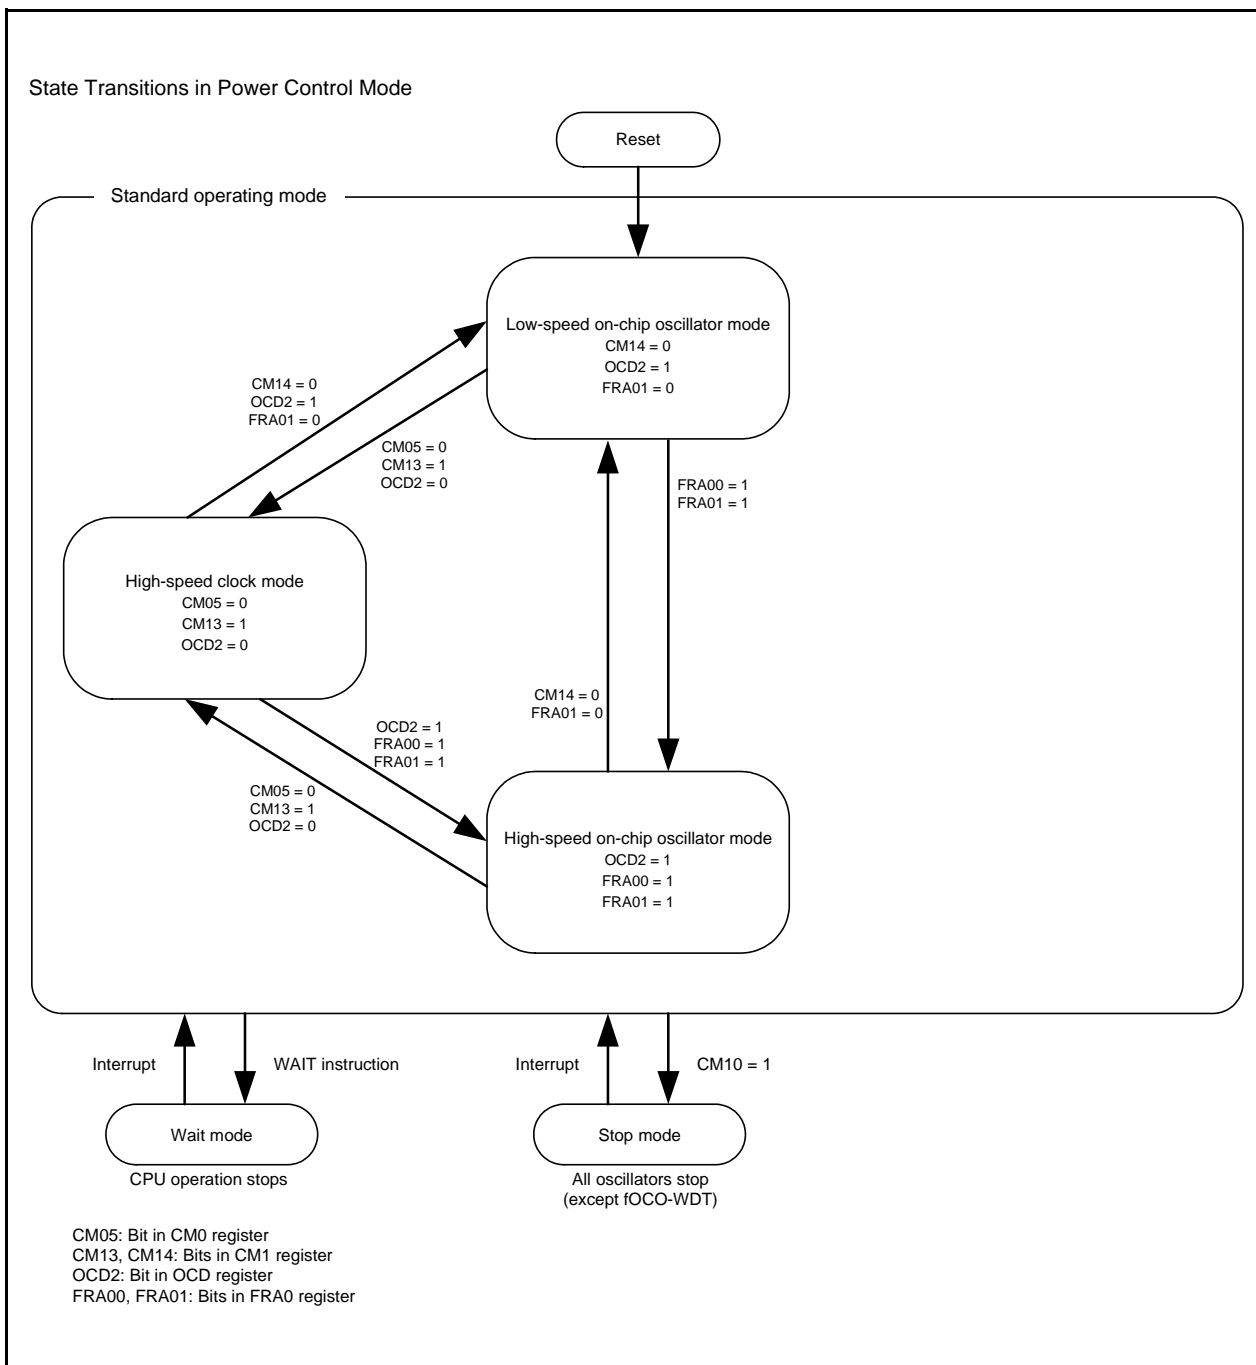 State Transitions in Power Control Mode
Reset
Standard operating mode
Low-speed on-chip oscillator mode
CM14 = 0
OCD2 = 1
FRA01 = 0
CM14 = 0
OCD2 = 1
FRA01 = 0
CM05 = 0
CM13 = 1
OCD2 = 0
FRA00 = 1
FRA01 = 1
High-speed clock mode
CM05 = 0
CM13 = 1
OCD2 = 0
CM14 = 0
FRA01 = 0
OCD2 = 1
FRA00 = 1
FRA01 = 1
CM05 = 0
CM13 = 1
OCD2 = 0
High-speed on-chip oscillator mode
OCD2 = 1
FRA00 = 1
FRA01 = 1
Interrupt
WAIT instruction
Interrupt
CM10 = 1
Wait mode
Stop mode
CPU operation stops
All oscillators stop
(except fOCO-WDT)
CM05: Bit in CM0 register
CM13, CM14: Bits in CM1 register
OCD2: Bit in OCD register
FRA00, FRA01: Bits in FRA0 register